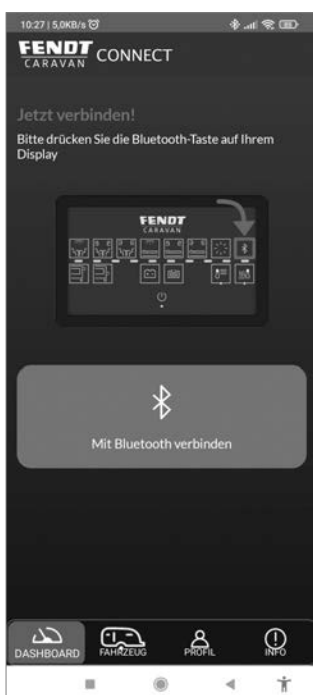 10:27 | 5,0KB/s
FENDT CONNECT
CARAVAN
Jetzt verbinden!
Bitte drücken Sie die Bluetooth-Taste auf Ihrem
Display
FENDT
CARAVAN
Mit Bluetooth verbinden
DASHBOARD
FAHRZEUG
PROFIL
INFO